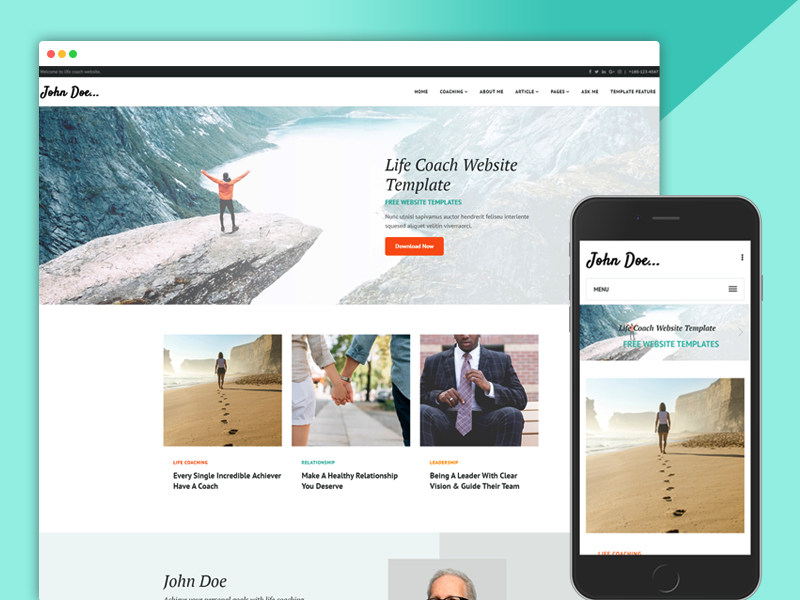 Welcome to life coach website.
+180-123-4567
John Doe...
HOME
COACHING
ABOUT ME
ARTICLE
PAGES
ASK ME
TEMPLATE FEATURE
Life Coach Website
Template
FREE WEBSITE TEMPLATES
Nunc utnisi sapivamus auctor hendrerit feliseu interlente
squesed aliquet velitin viverraorci.
Download Now
LIFE COACHING
Every Single Incredible Achiever
Have A Coach
RELATIONSHIP
Make A Healthy Relationship
You Deserve
LEADERSHIP
Being A Leader With Clear
Vision & Guide Their Team
John Doe
Achieve your personal goals with life coaching
John Doe...
MENU
Life Coach Website Template
FREE WEBSITE TEMPLATES
LIFE COACHING